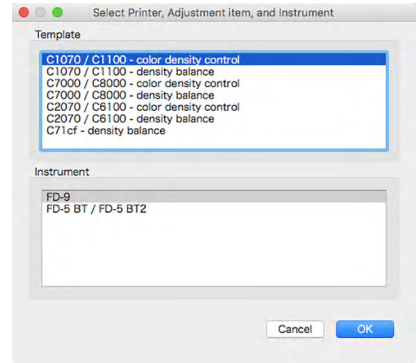 Select Printer, Adjustment item, and Instrument
Template
C1070 / C1100 - color density control
C1070 / C1100 - density balance
C7000 / C8000 - color density control
C7000 / C8000 - density balance
C2070 / C6100 - color density control
C2070 / C6100 - density balance
C71cf - density balance
Instrument
FD-9
FD-5 BT / FD-5 BT2
Cancel OK